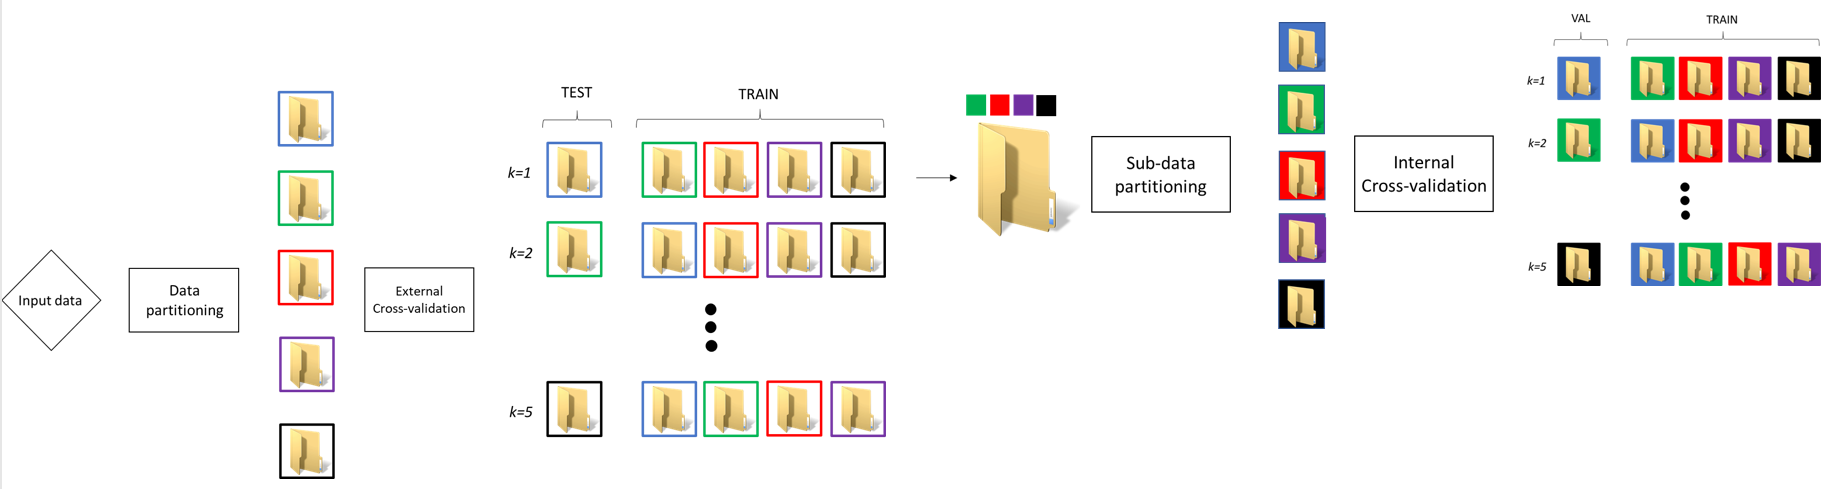 Input data
Data
partitioning
External
Cross-validation
TEST
TRAIN
k=1
k=2
k=5
Sub-data
partitioning
Internal
Cross-validation
VAL
TRAIN
k=1
k=2
k=5